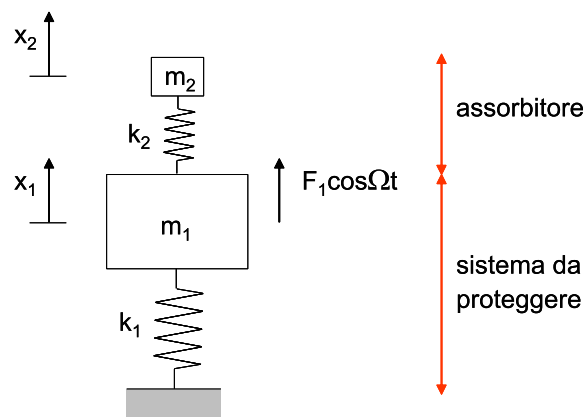 x₂
m₂
assorbitore
k₂
x₁
F₁cosΩt
m₁
sistema da
proteggere
k₁